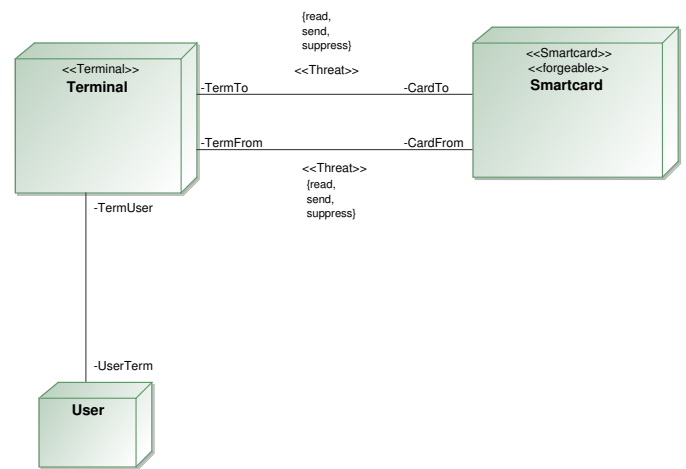 {read,
send,
suppress}
<<Terminal>>
Terminal
<<Threat>>
<<Smartcard>>
<<forgeable>>
Smartcard
-TermTo
-CardTo
-TermFrom
-CardFrom
<<Threat>>
{read,
send,
suppress}
-TermUser
-UserTerm
User